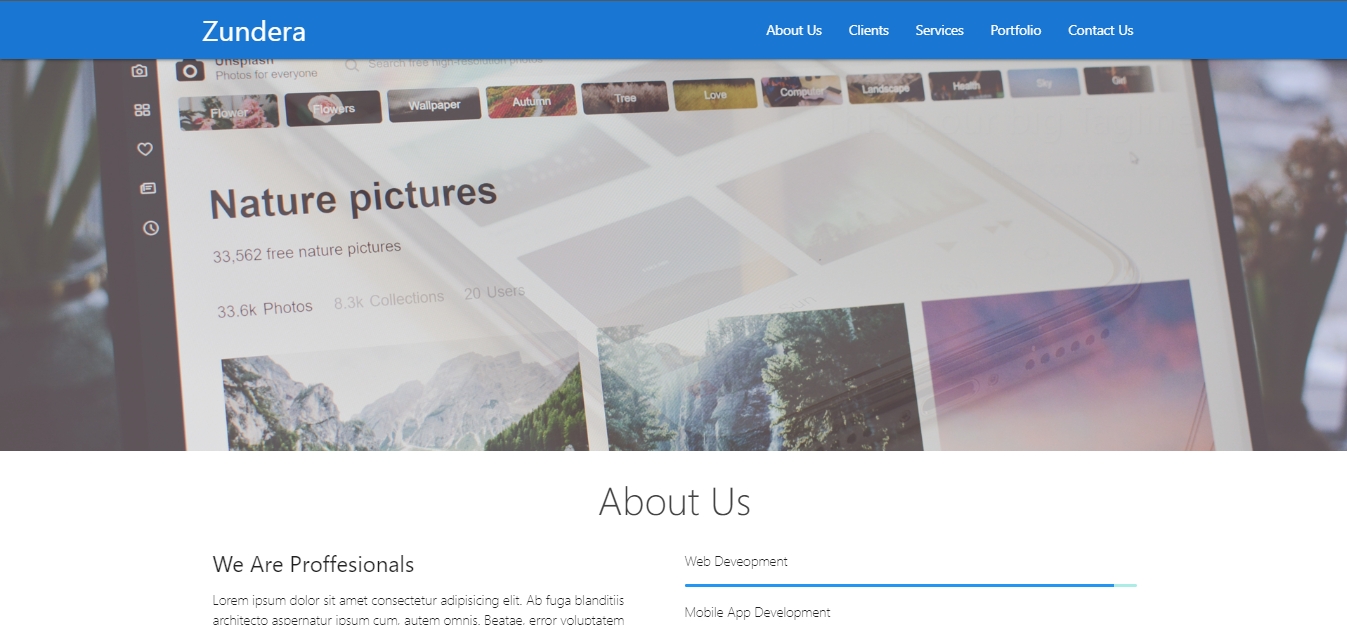 Zundera
About Us
Clients
Services
Portfolio
Contact Us
Unsplash
Photos for everyone
Search free high-resolution photos
Flower
Flowers
Wallpaper
Autumn
Tree
Love
Computer
Landscape
Health
Sky
Girl
Nature pictures
33,562 free nature pictures
33.6k Photos
8.3k Collections
20 Users
About Us
We Are Proffesionals
Lorem ipsum dolor sit amet consectetur adipisicing elit. Ab fuga blanditiis
architecto aspernatur ipsum cum, autem omnis. Beatae, error voluptatem
Web Deveopment
Mobile App Development